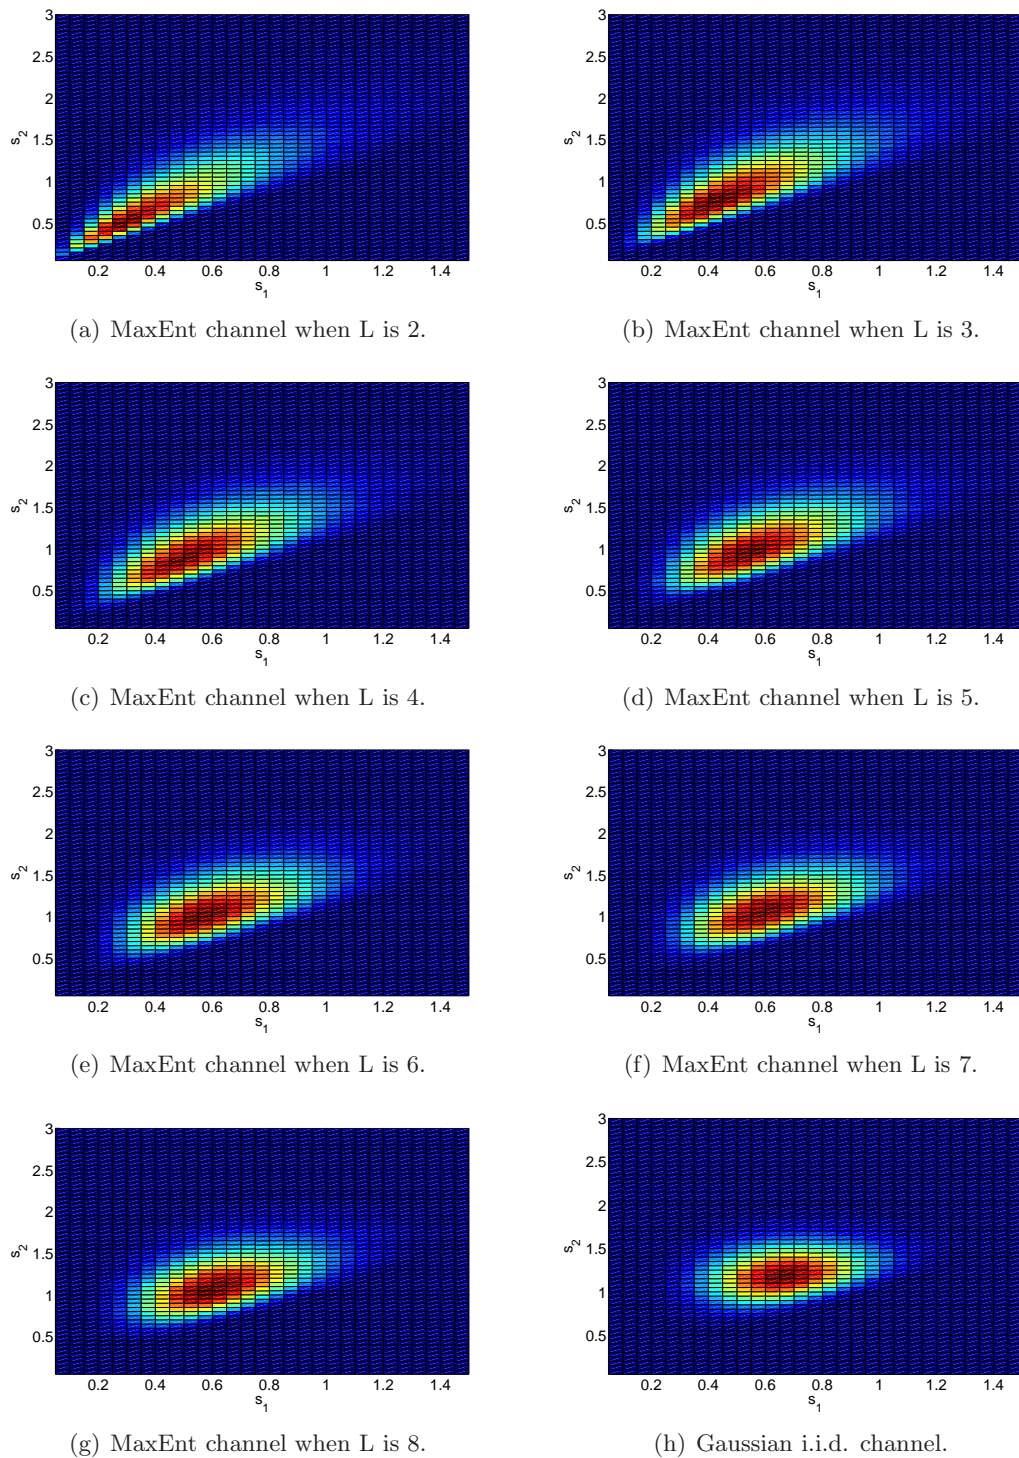 3
2.5
2
1.5
1
0.5
s2
0.2 0.4 0.6 0.8 1 1.2 1.4
s1
(a) MaxEnt channel when L is 2.
3
2.5
2
1.5
1
0.5
s2
0.2 0.4 0.6 0.8 1 1.2 1.4
s1
(b) MaxEnt channel when L is 3.
3
2.5
2
1.5
1
0.5
s2
0.2 0.4 0.6 0.8 1 1.2 1.4
s1
(c) MaxEnt channel when L is 4.
3
2.5
2
1.5
1
0.5
s2
0.2 0.4 0.6 0.8 1 1.2 1.4
s1
(d) MaxEnt channel when L is 5.
3
2.5
2
1.5
1
0.5
s2
0.2 0.4 0.6 0.8 1 1.2 1.4
s1
(e) MaxEnt channel when L is 6.
3
2.5
2
1.5
1
0.5
s2
0.2 0.4 0.6 0.8 1 1.2 1.4
s1
(f) MaxEnt channel when L is 7.
3
2.5
2
1.5
1
0.5
s2
0.2 0.4 0.6 0.8 1 1.2 1.4
s1
(g) MaxEnt channel when L is 8.
3
2.5
2
1.5
1
0.5
s2
0.2 0.4 0.6 0.8 1 1.2 1.4
s1
(h) Gaussian i.i.d. channel.